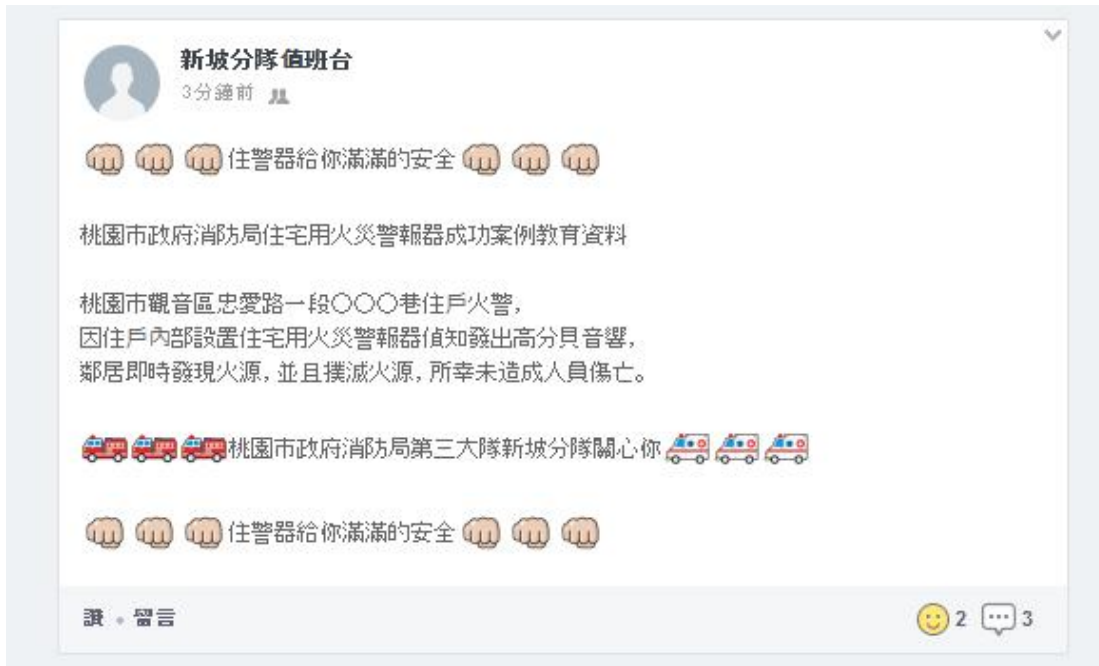 新坡分隊值班台
3分鐘前
👊 👊 👊住警器給你滿滿的安全👊 👊 👊
桃園市政府消防局住宅用火災警報器成功案例教育資料
桃園市觀音區忠愛路一段〇〇〇巷住戶火警,
因住戶內部設置住宅用火災警報器偵知發出高分貝音響,
鄰居即時發現火源, 並且撲滅火源, 所幸未造成人員傷亡。
🚒🚒🚒桃園市政府消防局第三大隊新坡分隊關心你🚑🚑🚑
👊 👊 👊住警器給你滿滿的安全👊 👊 👊
讚 • 留言 2 3